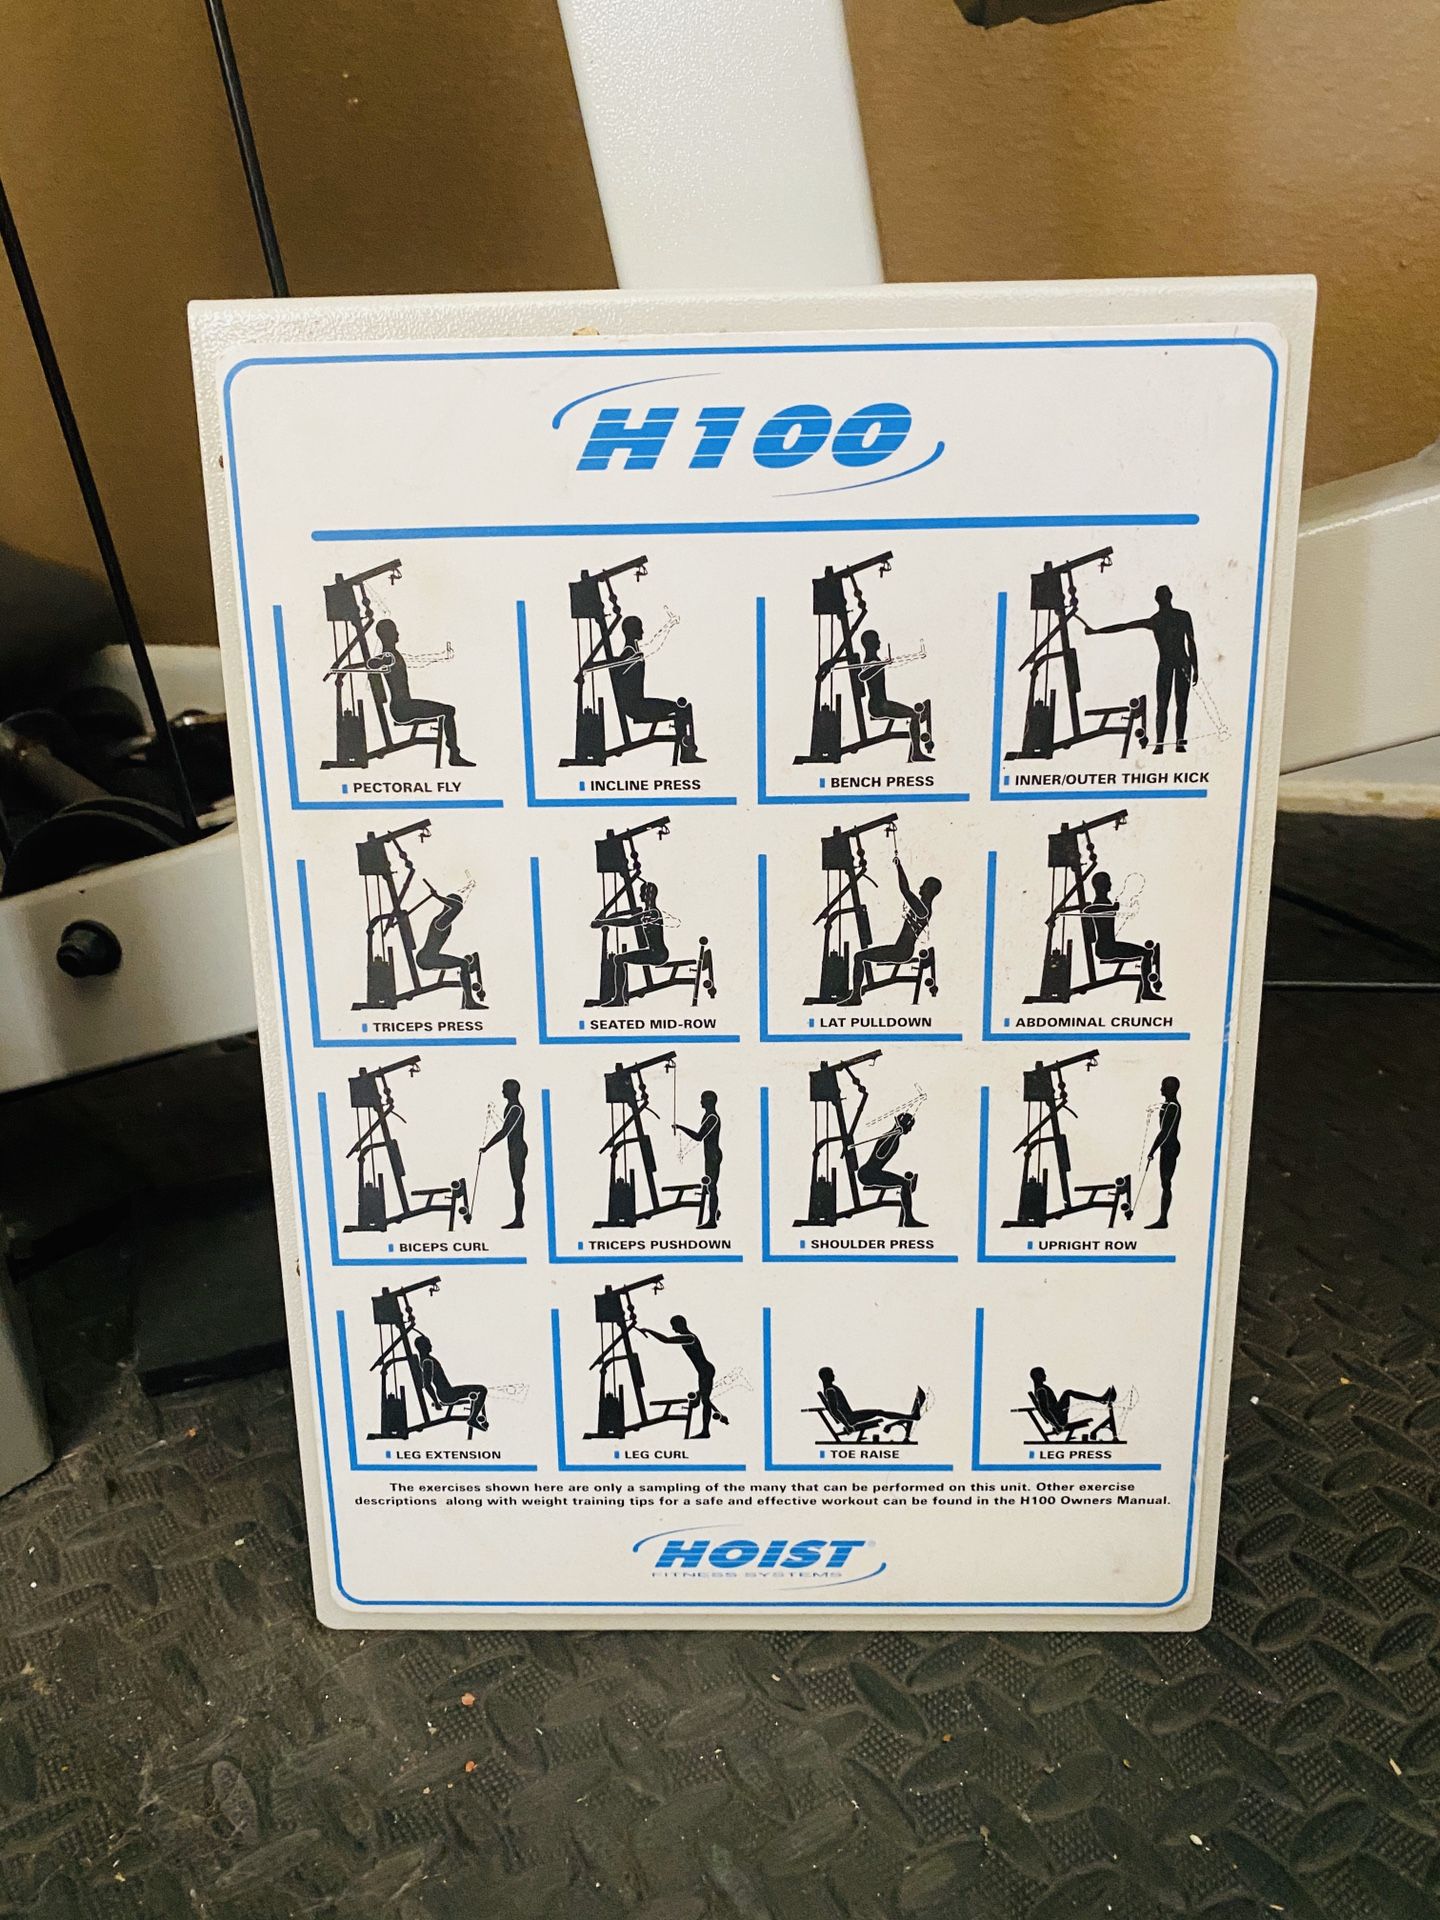 H100
PECTORAL FLY
INCLINE PRESS
BENCH PRESS
INNER/OUTER THIGH KICK
TRICEPS PRESS
SEATED MID-ROW
LAT PULLDOWN
ABDOMINAL CRUNCH
BICEPS CURL
TRICEPS PUSHDOWN
SHOULDER PRESS
UPRIGHT ROW
LEG EXTENSION
LEG CURL
TOE RAISE
LEG PRESS
The exercises shown here are only a sampling of the many that can be performed on this unit. Other exercise
descriptions along with weight training tips for a safe and effective workout can be found in the H100 Owners Manual.
HOIST®
FITNESS SYSTEMS